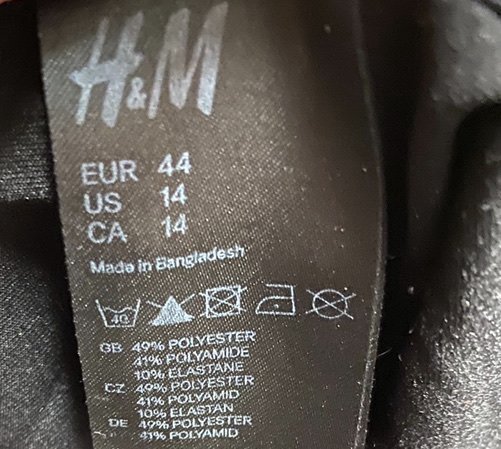 H&M
EUR 44
US 14
CA 14
Made in Bangladesh
40
GB 49% POLYESTER
41% POLYAMIDE
10% ELASTANE
CZ 49% POLYESTER
41% POLYAMID
10% ELASTAN
DE 49% POLYESTER
41% POLYAMID